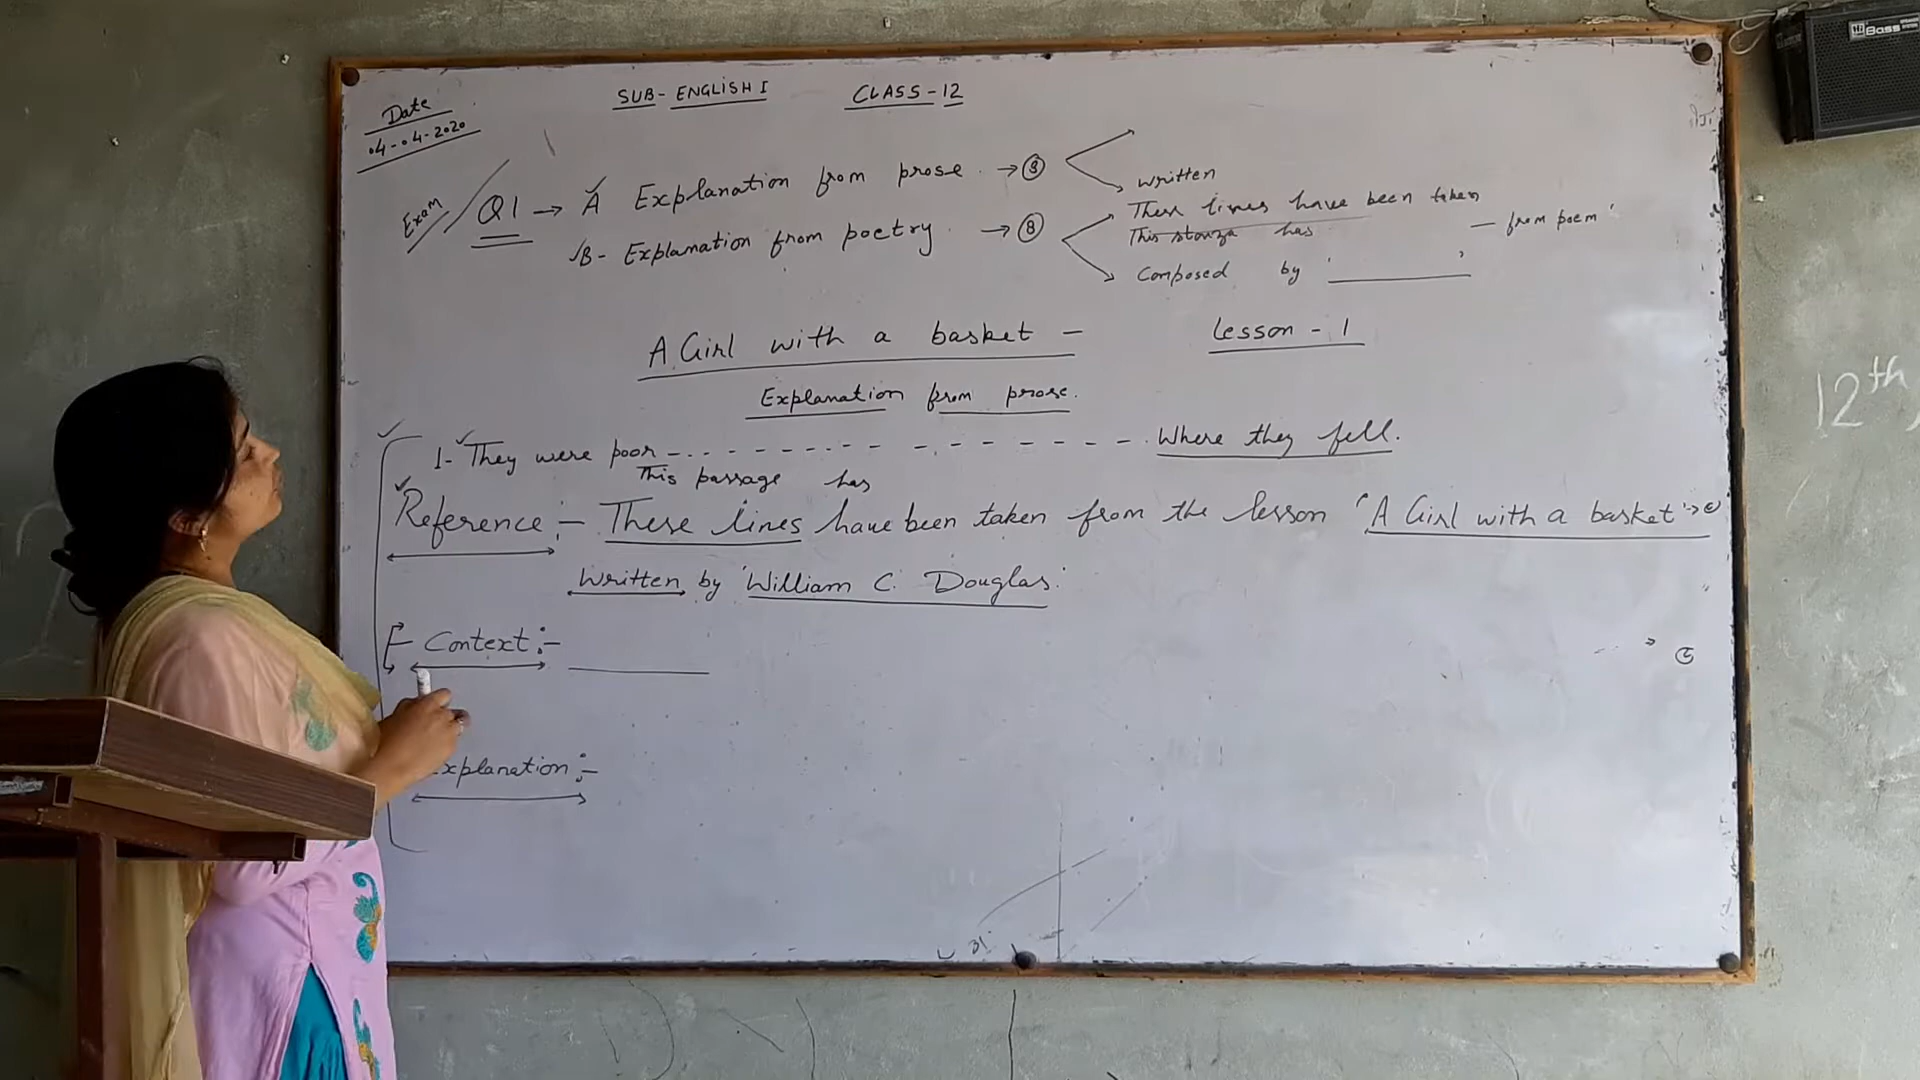 Date
04-04-2020
SUB- ENGLISH I
CLASS-12
Exam
Q1 → A Explanation from prose. → 8
B- Explanation from poetry. → 8
written
These lines have been taken
This stanza has
— from poem'
Composed by '________'
A Girl with a basket —
Lesson - 1
Explanation from prose.
1- They were poor - - - - - - - - - - - - - - - Where they fell.
This passage has
Reference :- These lines have been taken from the lesson 'A Girl with a basket'
Written by 'William C. Douglas.'
Context :- ________
xplanation :-
Bass
12th,